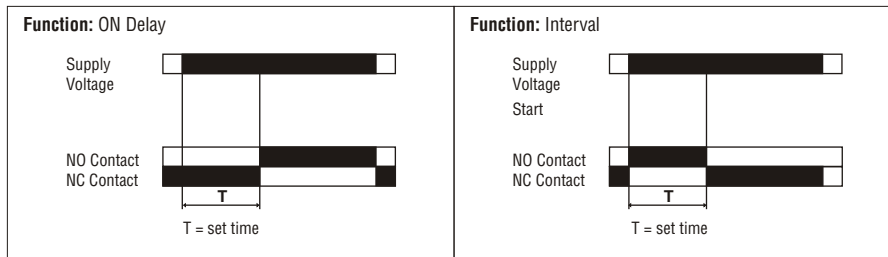 Function: ON Delay
Supply
Voltage
NO Contact
NC Contact
T
T = set time
Function: Interval
Supply
Voltage
Start
NO Contact
NC Contact
T
T = set time